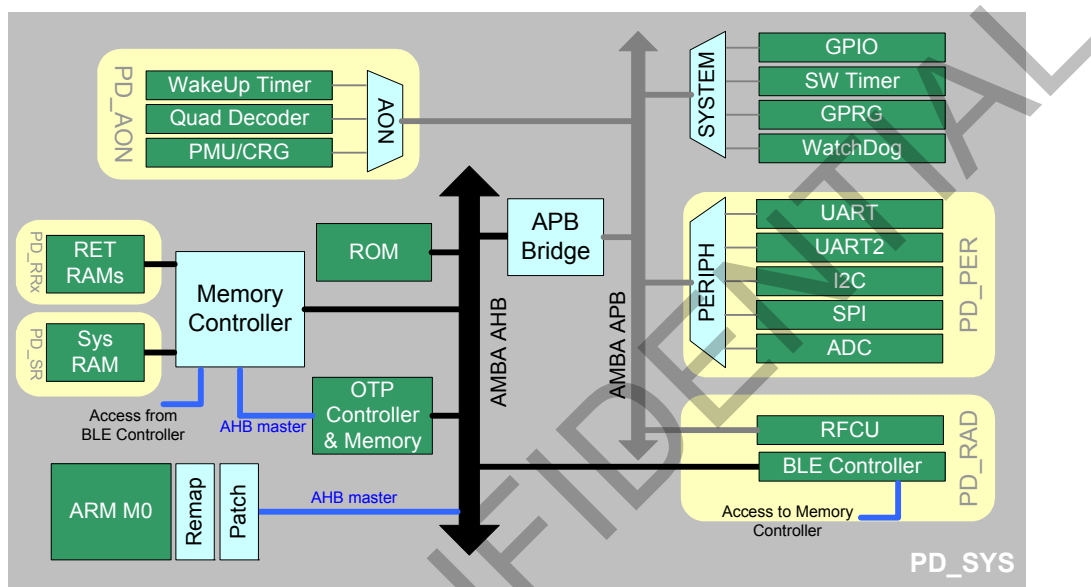 PD_AON
WakeUp Timer
Quad Decoder
PMU/CRG
AON
SYSTEM
GPIO
SW Timer
GPRG
WatchDog
PD_RRx
RET
RAMs
PD_SR
Sys
RAM
Memory
Controller
ROM
APB
Bridge
AMBA AHB
AMBA APB
PERIPH
UART
UART2
I2C
SPI
ADC
PD_PER
Access from
BLE Controller
AHB master
OTP
Controller
& Memory
RFCU
BLE Controller
PD_RAD
Access to Memory
Controller
ARM M0
Remap
Patch
AHB master
PD_SYS
FIDENTIAL